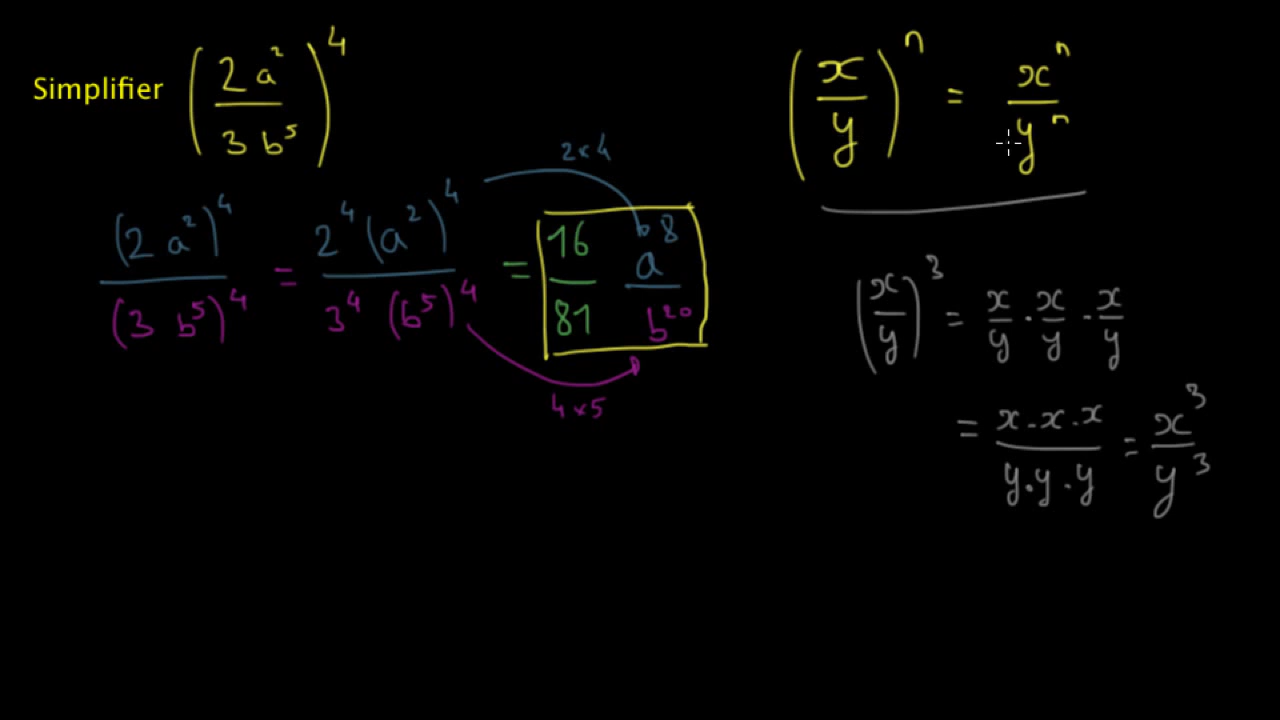 Simplifier (2a²/3b⁵)⁴
(2a²)⁴/(3b⁵)⁴ = 2⁴(a²)⁴/3⁴(b⁵)⁴ = 16/81 a⁸/b²⁰
2×4
4×5
(x/y)ⁿ = xⁿ/yⁿ
(x/y)³ = x/y · x/y · x/y
= x·x·x/y·y·y = x³/y³